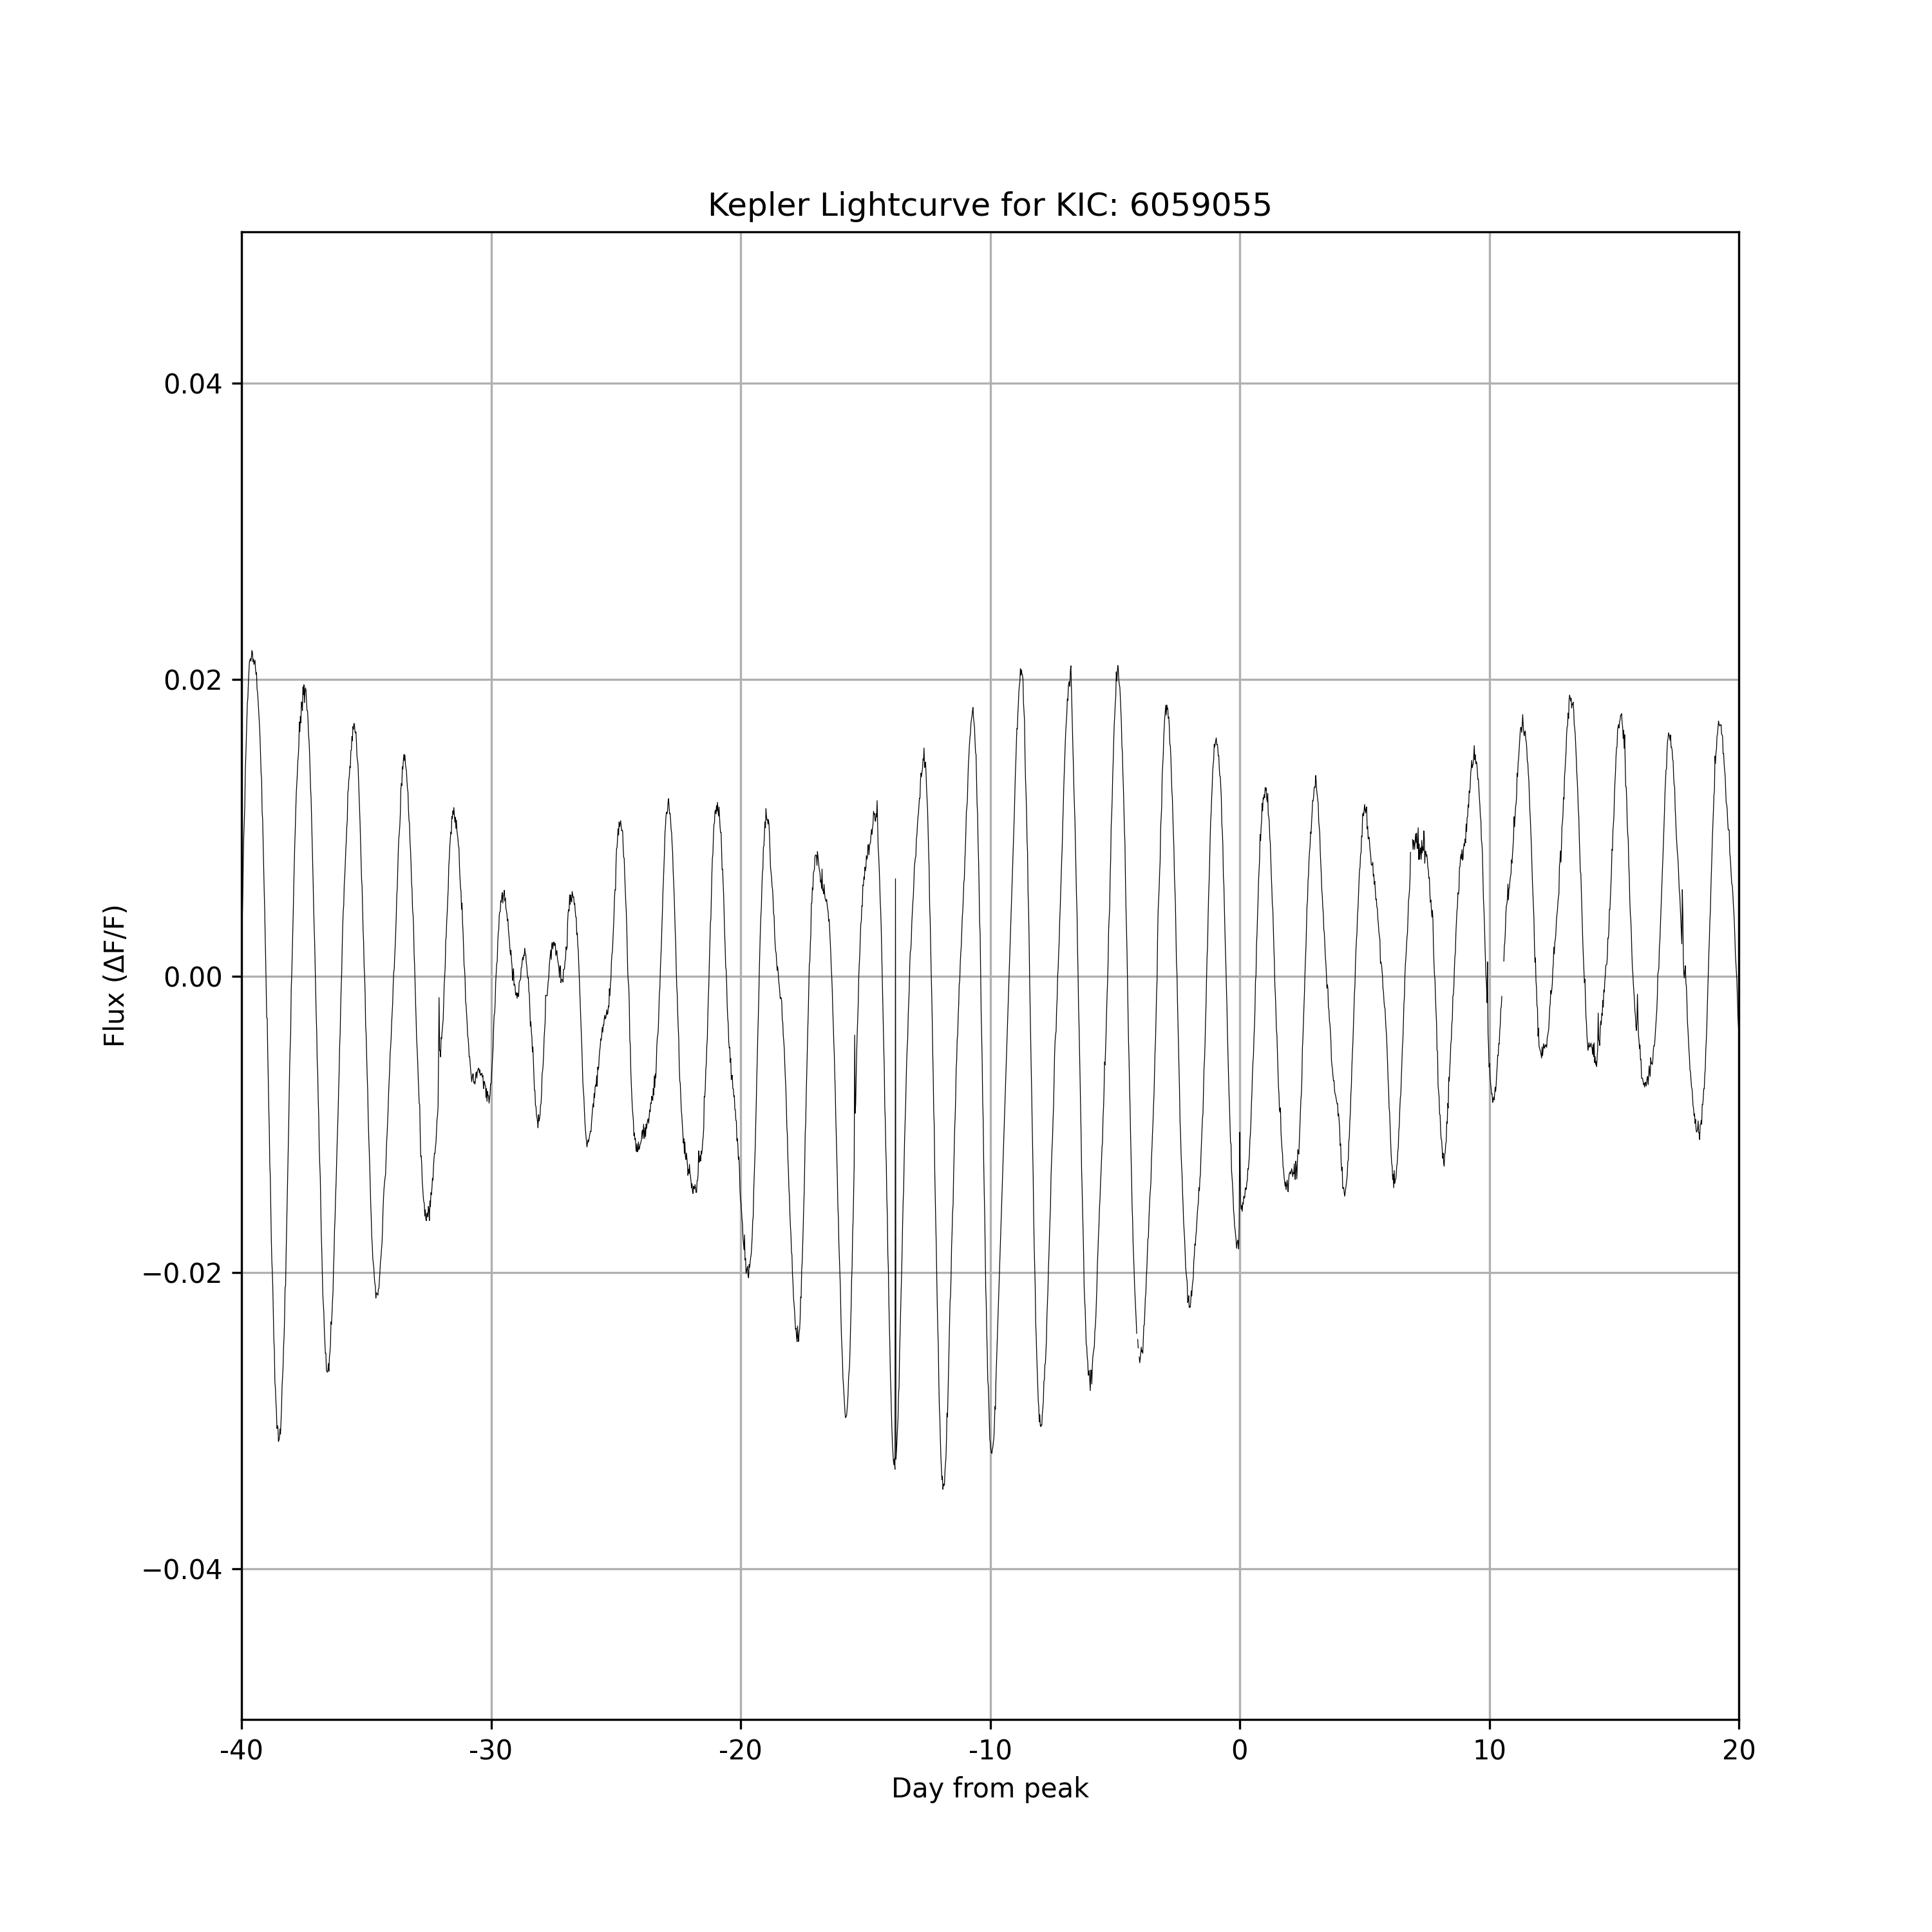 Kepler Lightcurve for KIC: 6059055
0.04
0.02
0.00
−0.02
−0.04
Flux (ΔF/F)
-40 -30 -20 -10 0 10 20
Day from peak